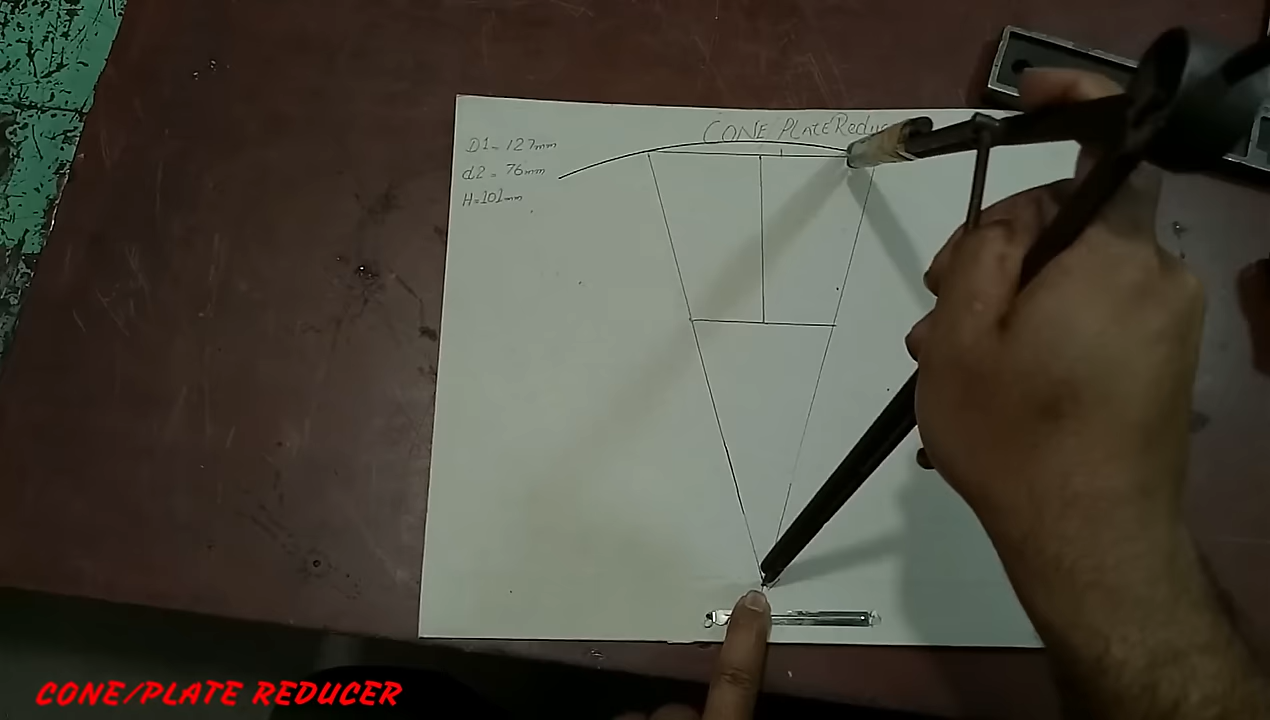 CONE PLATE Reduc
D1= 127mm
d2 = 76mm
H=101mm
CONE/PLATE REDUCER